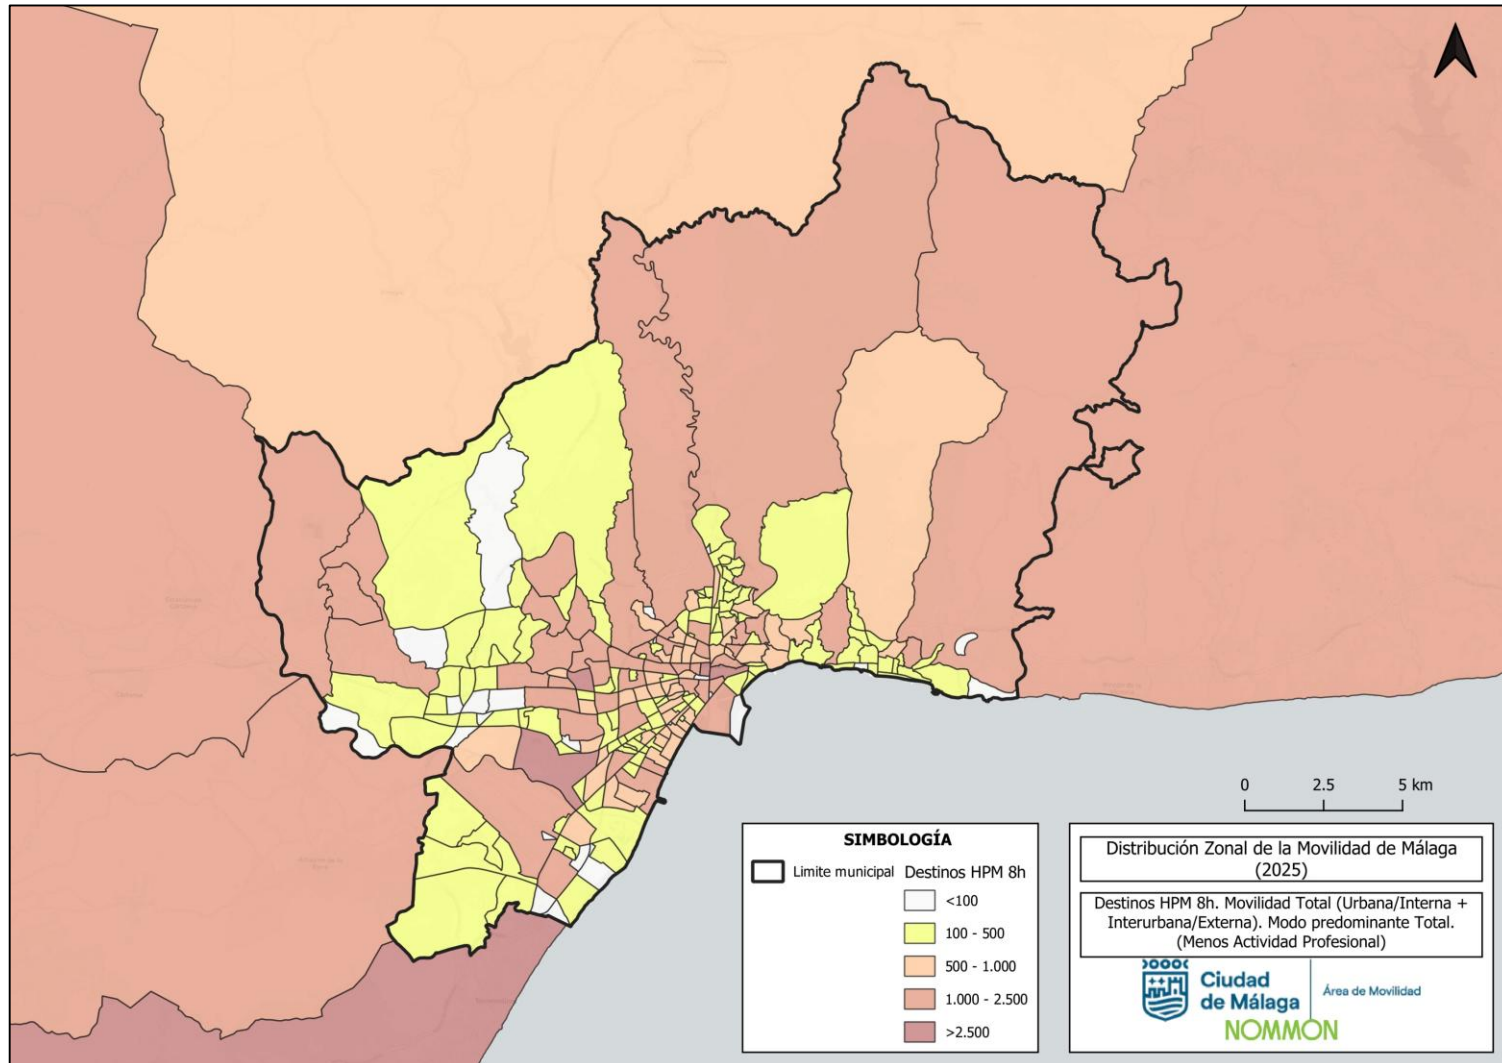 0 2.5 5 km
SIMBOLOGÍA
Limite municipal
Destinos HPM 8h
<100
100 - 500
500 - 1.000
1.000 - 2.500
>2.500
Distribución Zonal de la Movilidad de Málaga
(2025)
Destinos HPM 8h. Movilidad Total (Urbana/Interna +
Interurbana/Externa). Modo predominante Total.
(Menos Actividad Profesional)
Ciudad
de Málaga
Área de Movilidad
NOMMON